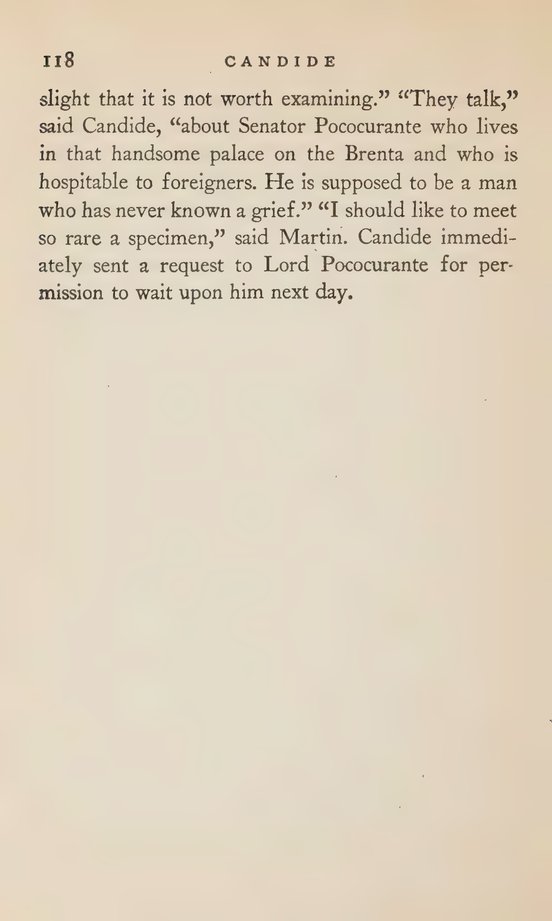 118 CANDIDE
slight that it is not worth examining.” “They talk,”
said Candide, “about Senator Pococurante who lives
in that handsome palace on the Brenta and who is
hospitable to foreigners. He is supposed to be a man
who has never known a grief.” “I should like to meet
so rare a specimen,” said Martin. Candide immedi-
ately sent a request to Lord Pococurante for per-
mission to wait upon him next day.